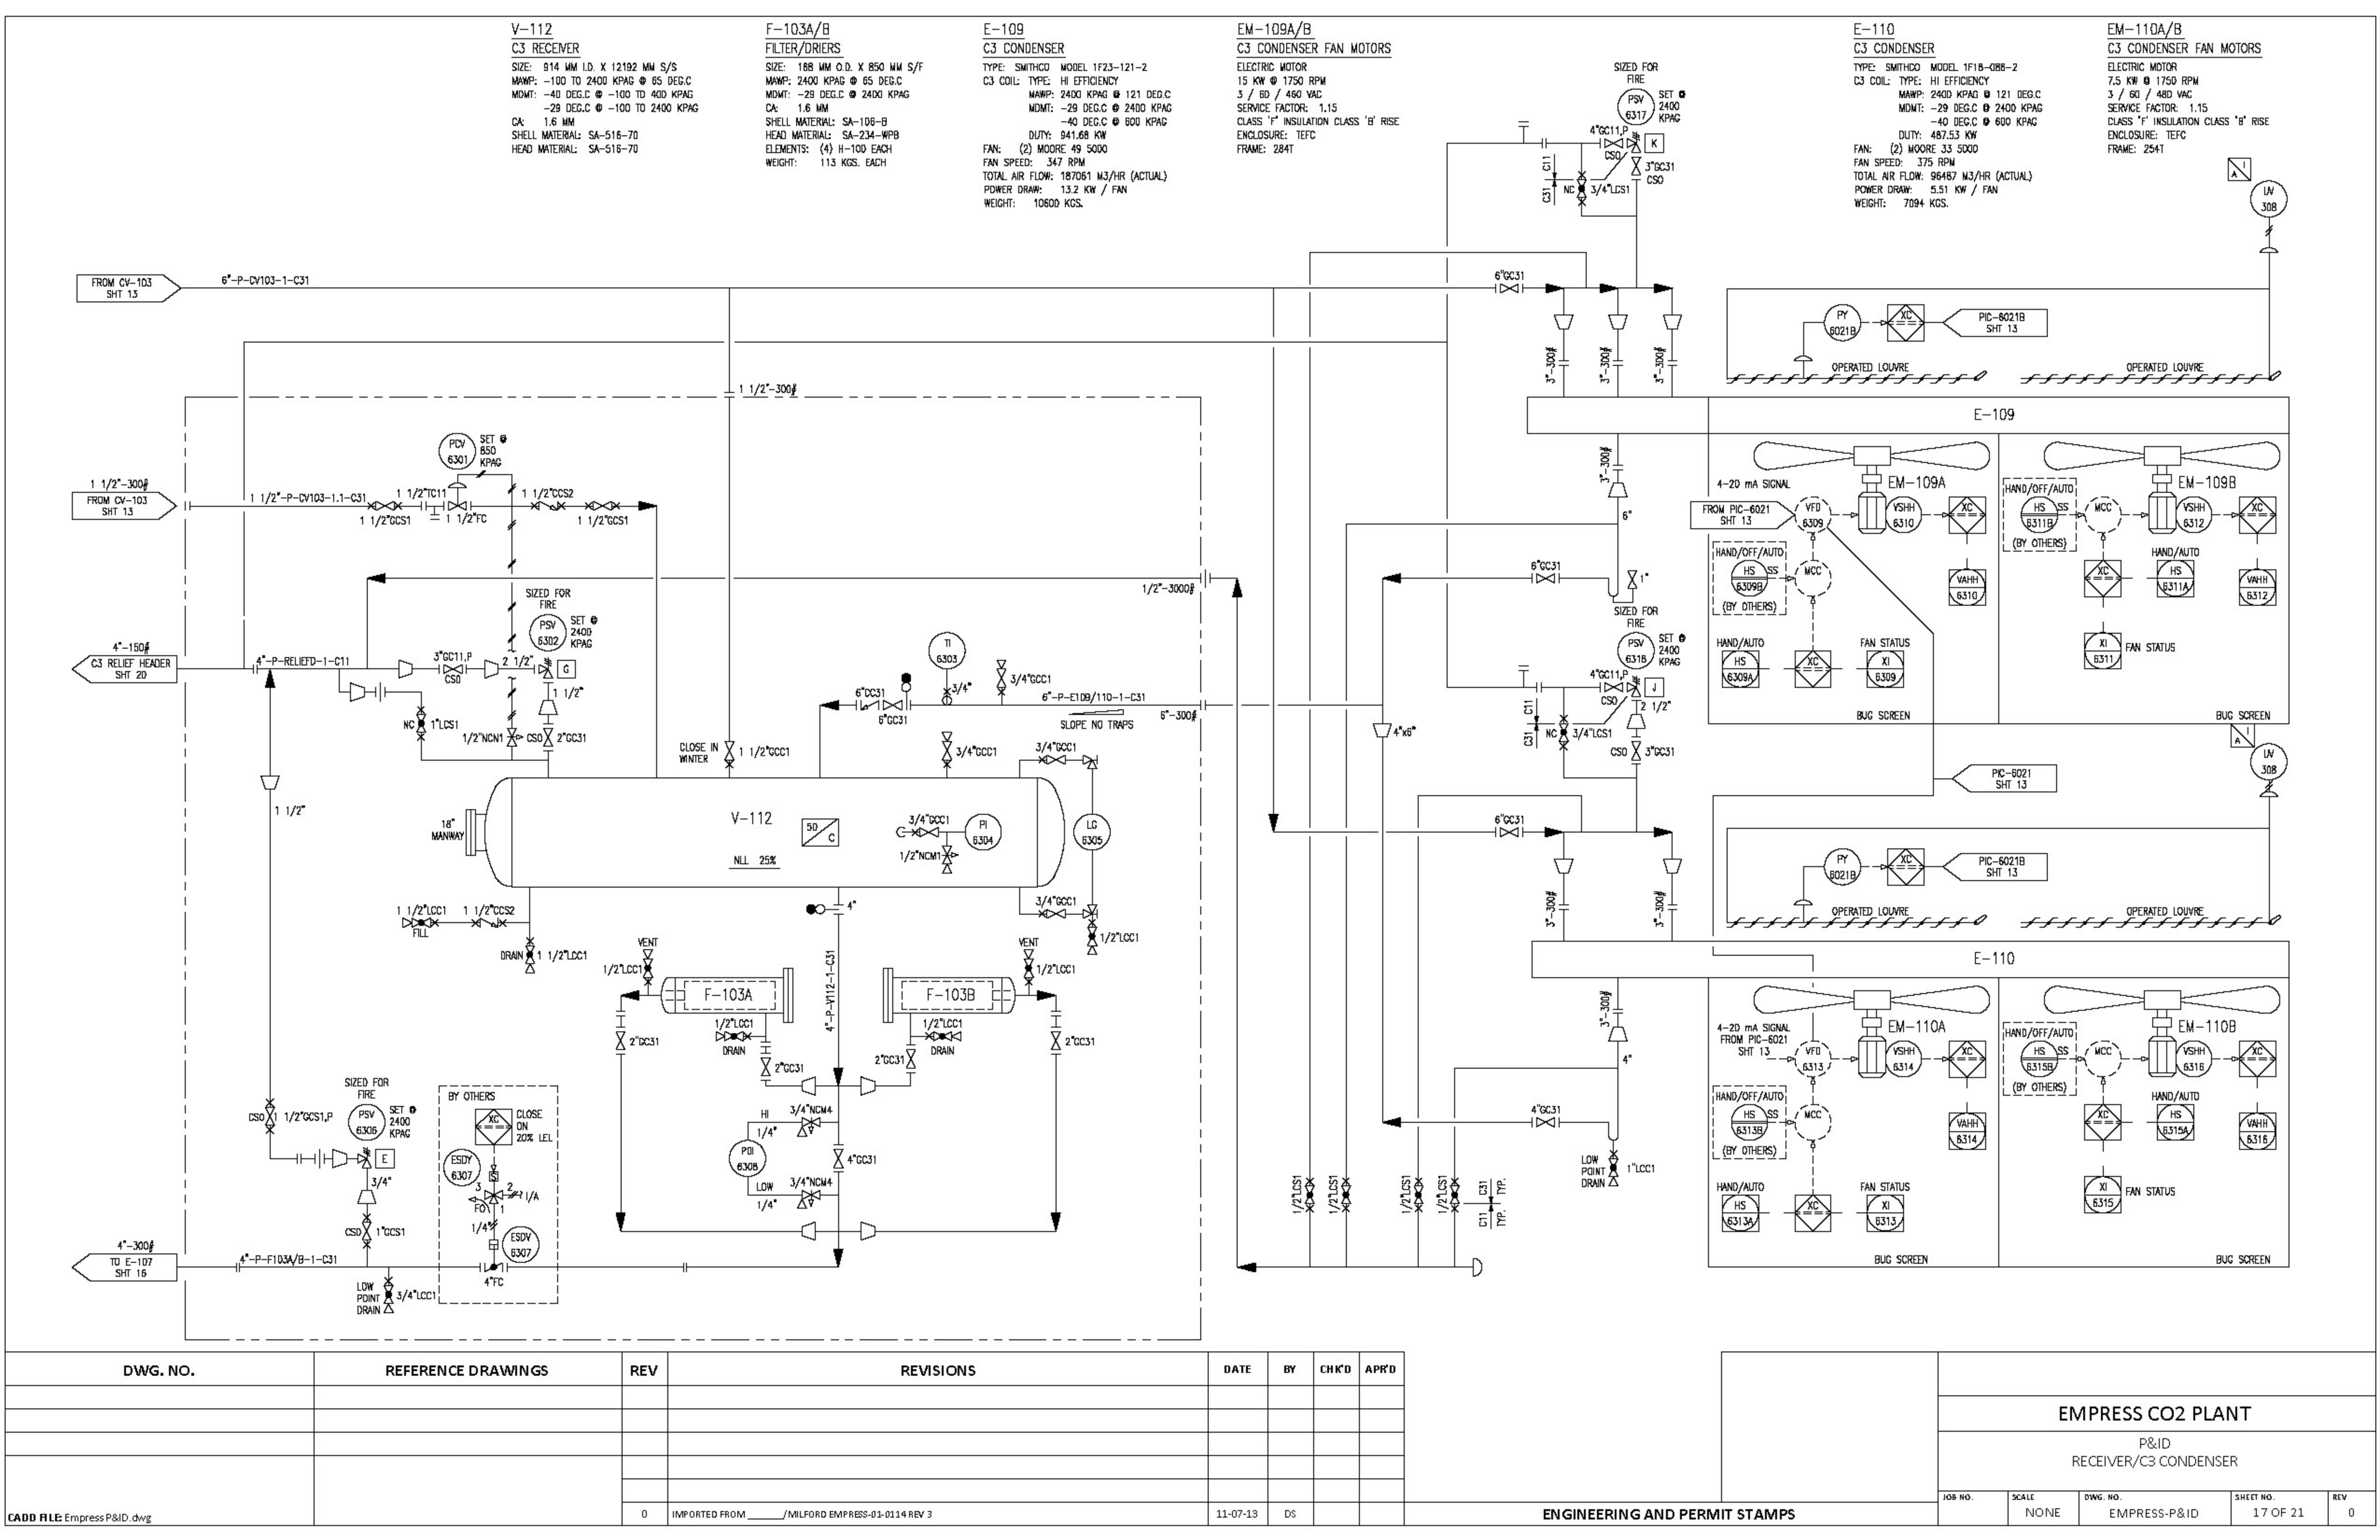 V-112
C3 RECEIVER
SIZE: 914 MM I.D. X 12192 MM S/S
MAWP: -100 TO 2400 KPAG @ 65 DEG.C
MDMT: -40 DEG.C @ -100 TO 400 KPAG
-29 DEG.C @ -100 TO 2400 KPAG
CA: 1.6 MM
SHELL MATERIAL: SA-516-70
HEAD MATERIAL: SA-516-70
F-103A/B
FILTER/DRIERS
SIZE: 168 MM O.D. X 850 MM S/F
MAWP: 2400 KPAG @ 65 DEG.C
MDMT: -29 DEG.C @ 2400 KPAG
CA: 1.6 MM
SHELL MATERIAL: SA-106-B
HEAD MATERIAL: SA-234-WPB
ELEMENTS: (4) H-100 EACH
WEIGHT: 113 KGS. EACH
E-109
C3 CONDENSER
TYPE: SMITHCO MODEL 1F23-121-2
C3 COIL: TYPE: HI EFFICIENCY
MAWP: 2400 KPAG @ 121 DEG.C
MDMT: -29 DEG.C @ 2400 KPAG
-40 DEG.C @ 600 KPAG
DUTY: 941.68 KW
FAN: (2) MOORE 49 5000
FAN SPEED: 347 RPM
TOTAL AIR FLOW: 187061 M3/HR (ACTUAL)
POWER DRAW: 13.2 KW / FAN
WEIGHT: 10600 KGS.
EM-109A/B
C3 CONDENSER FAN MOTORS
ELECTRIC MOTOR
15 KW @ 1750 RPM
3 / 60 / 460 VAC
SERVICE FACTOR: 1.15
CLASS 'F' INSULATION CLASS 'B' RISE
ENCLOSURE: TEFC
FRAME: 284T
E-110
C3 CONDENSER
TYPE: SMITHCO MODEL 1F18-086-2
C3 COIL: TYPE: HI EFFICIENCY
MAWP: 2400 KPAG @ 121 DEG.C
MDMT: -29 DEG.C @ 2400 KPAG
-40 DEG.C @ 600 KPAG
DUTY: 487.53 KW
FAN: (2) MOORE 33 5000
FAN SPEED: 375 RPM
TOTAL AIR FLOW: 96487 M3/HR (ACTUAL)
POWER DRAW: 5.51 KW / FAN
WEIGHT: 7094 KGS.
EM-110A/B
C3 CONDENSER FAN MOTORS
ELECTRIC MOTOR
7.5 KW @ 1750 RPM
3 / 60 / 480 VAC
SERVICE FACTOR: 1.15
CLASS 'F' INSULATION CLASS 'B' RISE
ENCLOSURE: TEFC
FRAME: 254T
SIZED FOR
FIRE
PSV
6317
SET @
2400
KPAG
4"GC11,P
CSO
K
3"GC31
CSO
C11
C31
NC
3/4"LCS1
I
A
UV
308
FROM CV-103
SHT 13
6"-P-CV103-1-C31
6"GC31
3"-300#
3"-300#
3"-300#
PY
6021B
XC
PIC-6021B
SHT 13
OPERATED LOUVRE
OPERATED LOUVRE
1 1/2"-300#
E-109
PCV
6301
SET @
850
KPAG
1 1/2"-300#
FROM CV-103
SHT 13
1 1/2"-P-CV103-1.1-C31
1 1/2"GCS1
1 1/2"TC11
1 1/2"FC
1 1/2"CCS2
1 1/2"GCS1
3"-300#
6"
4-20 mA SIGNAL
FROM PIC-6021
SHT 13
VFD
6309
EM-109A
VSHH
6310
XC
HAND/OFF/AUTO
HS
6309B
SS
(BY OTHERS)
MCC
VAHH
6310
HAND/AUTO
HS
6309A
XC
FAN STATUS
XI
6309
BUG SCREEN
HAND/OFF/AUTO
HS
6311B
SS
(BY OTHERS)
MCC
EM-109B
VSHH
6312
XC
XC
HAND/AUTO
HS
6311A
VAHH
6312
XI
6311
FAN STATUS
BUG SCREEN
1/2"-3000#
6"GC31
1"
SIZED FOR
FIRE
PSV
6302
SET @
2400
KPAG
G
4"-150#
C3 RELIEF HEADER
SHT 20
4"-P-RELIEFD-1-C11
3"GC11,P
CSO
2 1/2"
1 1/2"
NC
1"LCS1
1/2"NCN1
CSO
2"GC31
TI
6303
3/4"
3/4"GCC1
6"CC31
6"GC31
6"-P-E109/110-1-C31
SLOPE NO TRAPS
6"-300#
CLOSE IN
WINTER
1 1/2"GCC1
3/4"GCC1
3/4"GCC1
4"x6"
SIZED FOR
FIRE
PSV
6318
SET @
2400
KPAG
4"GC11,P
CSO
J
2 1/2"
C11
C31
NC
3/4"LCS1
CSO
3"GC31
I
A
UV
308
PIC-6021
SHT 13
1 1/2"
18"
MANWAY
V-112
50
C
NLL 25%
3/4"GCC1
1/2"NCM1
PI
6304
LG
6305
6"GC31
PY
6021B
XC
PIC-6021B
SHT 13
OPERATED LOUVRE
OPERATED LOUVRE
3"-300#
3"-300#
1 1/2"LCC1
FILL
1 1/2"CCS2
DRAIN
1 1/2"LCC1
4"
3/4"GCC1
1/2"LCC1
E-110
VENT
1/2"LCC1
F-103A
4"-P-V112-1-C31
F-103B
VENT
1/2"LCC1
1/2"LCC1
DRAIN
1/2"LCC1
DRAIN
2"GC31
2"GC31
2"GC31
2"GC31
3"-300#
4"
4-20 mA SIGNAL
FROM PIC-6021
SHT 13
VFD
6313
EM-110A
VSHH
6314
XC
HAND/OFF/AUTO
HS
6313B
SS
(BY OTHERS)
MCC
VAHH
6314
HAND/AUTO
HS
6313A
XC
FAN STATUS
XI
6313
BUG SCREEN
HAND/OFF/AUTO
HS
6315B
SS
(BY OTHERS)
MCC
EM-110B
VSHH
6316
XC
XC
HAND/AUTO
HS
6315A
VAHH
6316
XI
6315
FAN STATUS
BUG SCREEN
SIZED FOR
FIRE
PSV
6306
SET @
2400
KPAG
E
CSO
1 1/2"GCS1,P
3/4"
CSO
1"GCS1
BY OTHERS
XC
CLOSE
ON
20% LEL
ESDY
6307
S
3
2
I/A
FO
1
1/4"
ESDV
6307
4"FC
HI
1/4"
3/4"NCM4
PDI
6308
4"GC31
LOW
1/4"
3/4"NCM4
4"GC31
LOW
POINT
DRAIN
1"LCC1
1/2"LCS1
1/2"LCS1
1/2"LCS1
1/2"LCS1
C31
C11
TYP.
TYP.
4"-300#
TO E-107
SHT 16
4"-P-F103A/B-1-C31
LOW
POINT
DRAIN
3/4"LCC1
DWG. NO.
REFERENCE DRAWINGS
REV
REVISIONS
DATE
BY
CHK'D
APR'D
0
IMPORTED FROM ______/MILFORD EMPRESS-01-0114 REV 3
11-07-13
DS
CADD FILE: Empress P&ID.dwg
ENGINEERING AND PERMIT STAMPS
EMPRESS CO2 PLANT
P&ID
RECEIVER/C3 CONDENSER
JOB NO.
SCALE
NONE
DWG. NO.
EMPRESS-P&ID
SHEET NO.
17 OF 21
REV
0